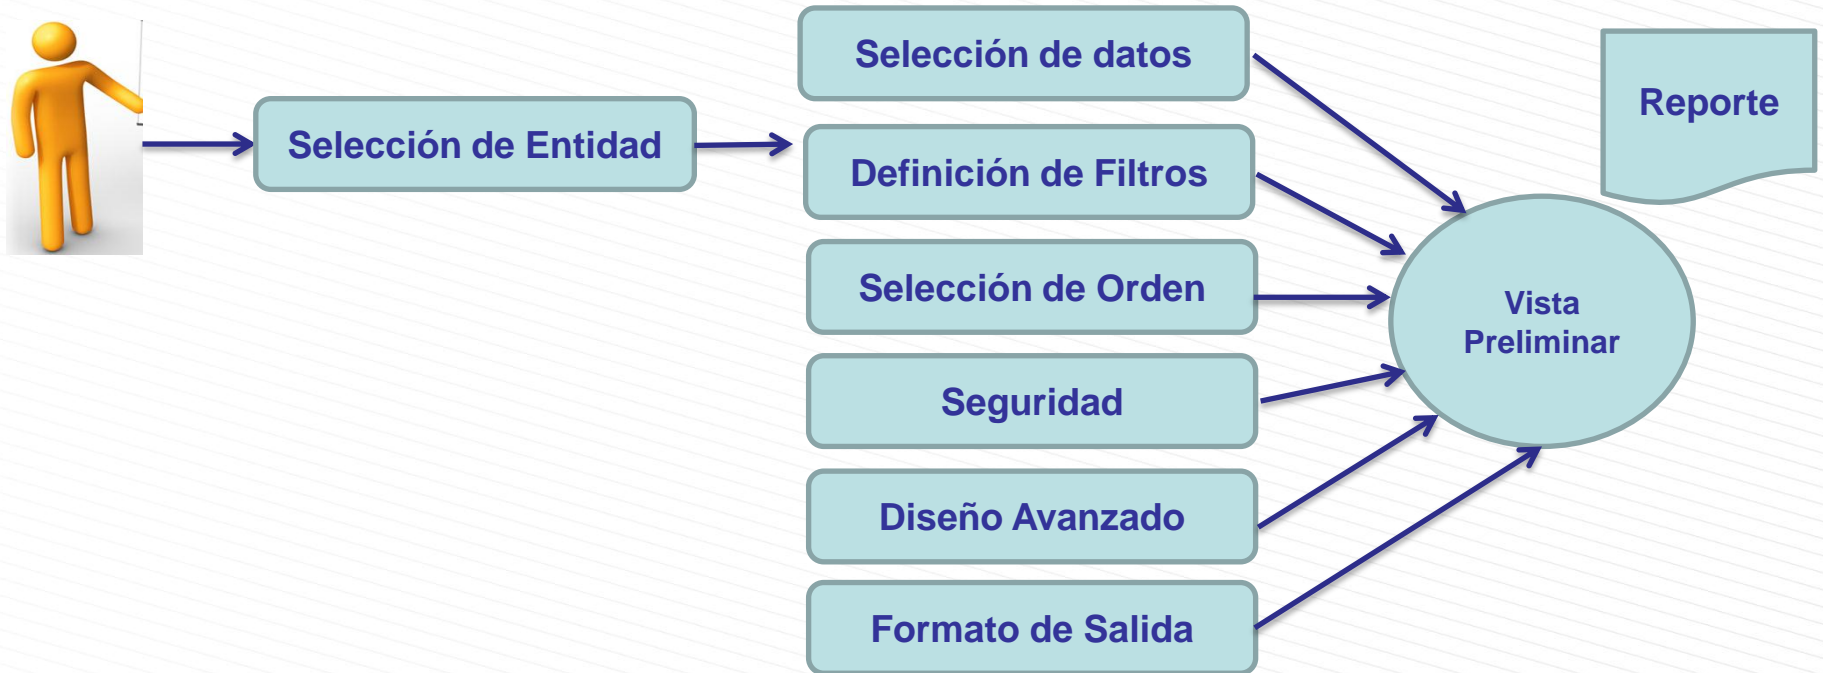 Selección de datos
Reporte
Selección de Entidad
Definición de Filtros
Selección de Orden
Vista
Preliminar
Seguridad
Diseño Avanzado
Formato de Salida